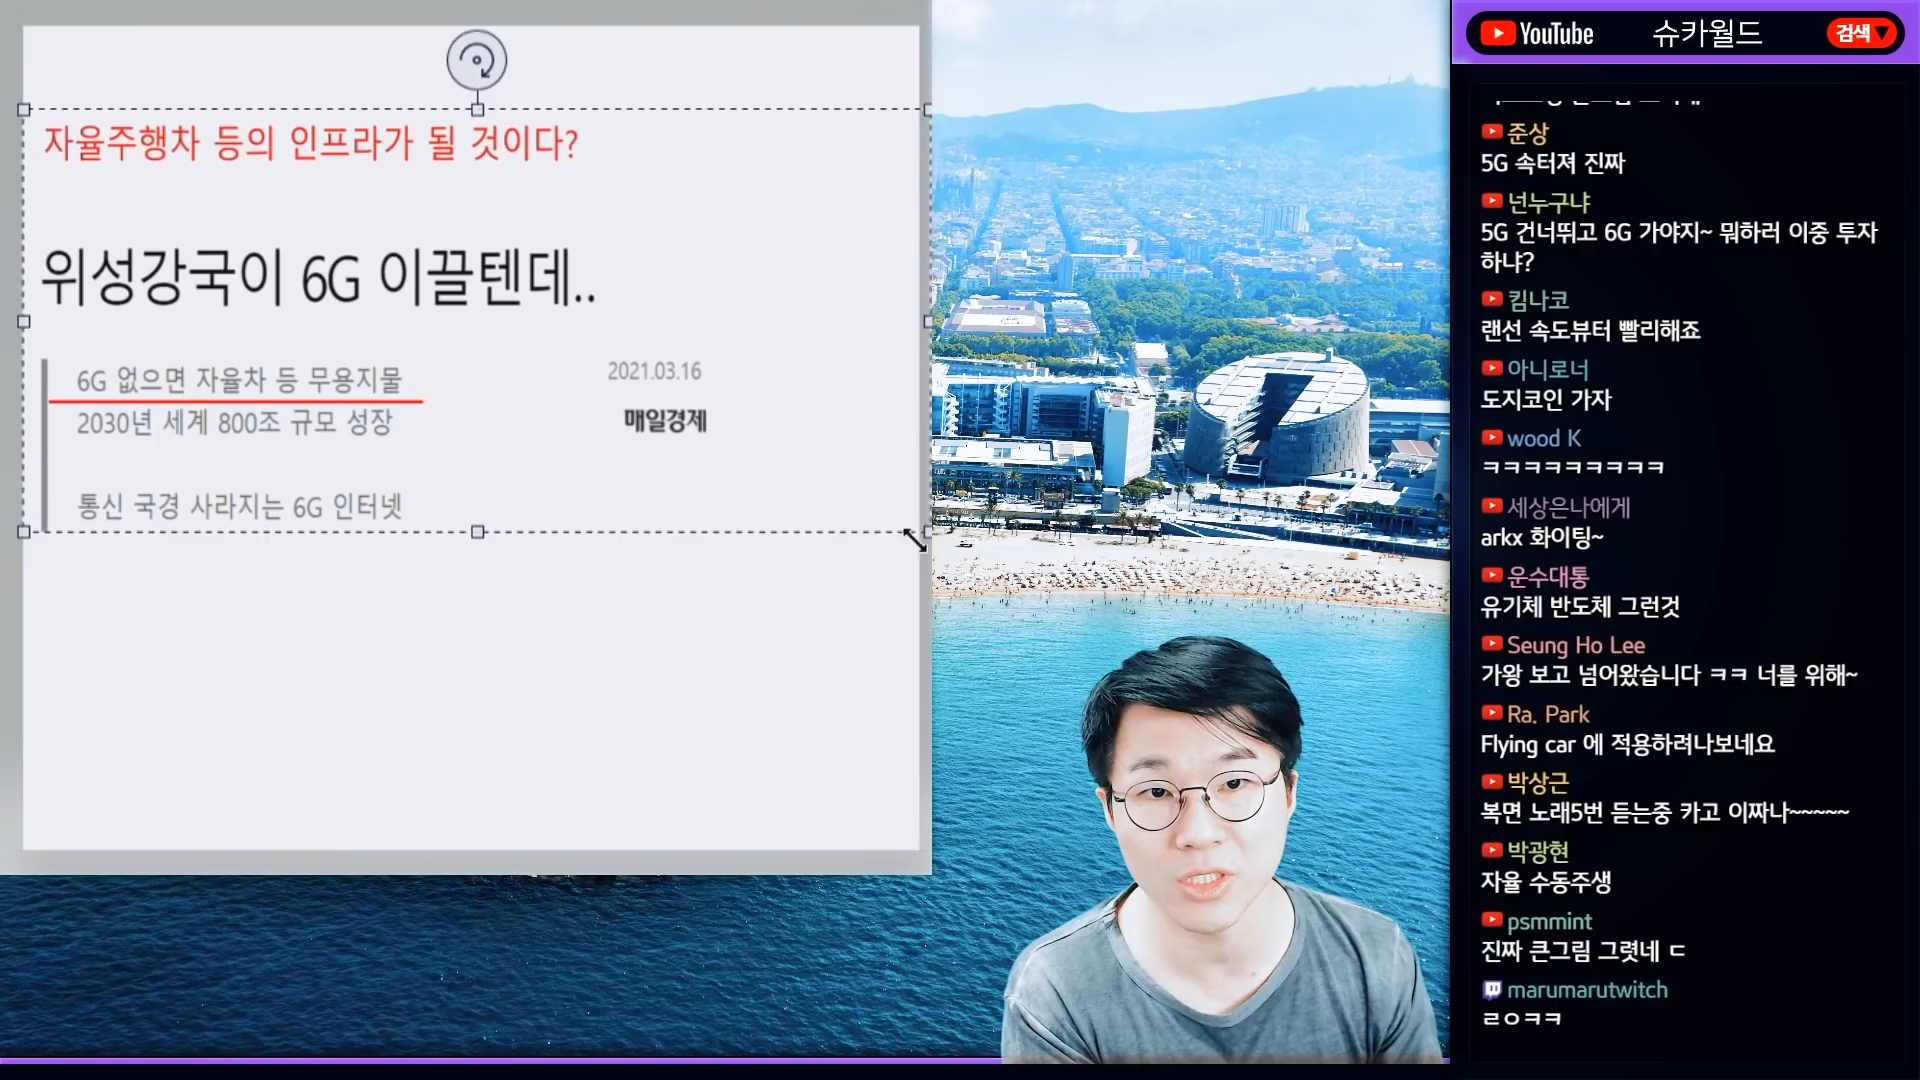 자율주행차 등의 인프라가 될 것이다?
위성강국이 6G 이끌텐데..
6G 없으면 자율차 등 무용지물
2030년 세계 800조 규모 성장
통신 국경 사라지는 6G 인터넷
2021.03.16
매일경제
YouTube 슈카월드 검색▼
준상
5G 속터져 진짜
넌누구냐
5G 건너뛰고 6G 가야지~ 뭐하러 이중 투자
하냐?
킴나코
랜선 속도뷰터 빨리해죠
아니로너
도지코인 가자
wood K
ㅋㅋㅋㅋㅋㅋㅋㅋㅋ
세상은나에게
arkx 화이팅~
운수대통
유기체 반도체 그런것
Seung Ho Lee
가왕 보고 넘어왔습니다 ㅋㅋ 너를 위해~
Ra. Park
Flying car 에 적용하려나보네요
박상근
복면 노래5번 듣는중 카고 이짜나~~~~~
박광현
자율 수동주생
psmmint
진짜 큰그림 그렷네 ㄷ
marumarutwitch
ㄹㅇㅋㅋ